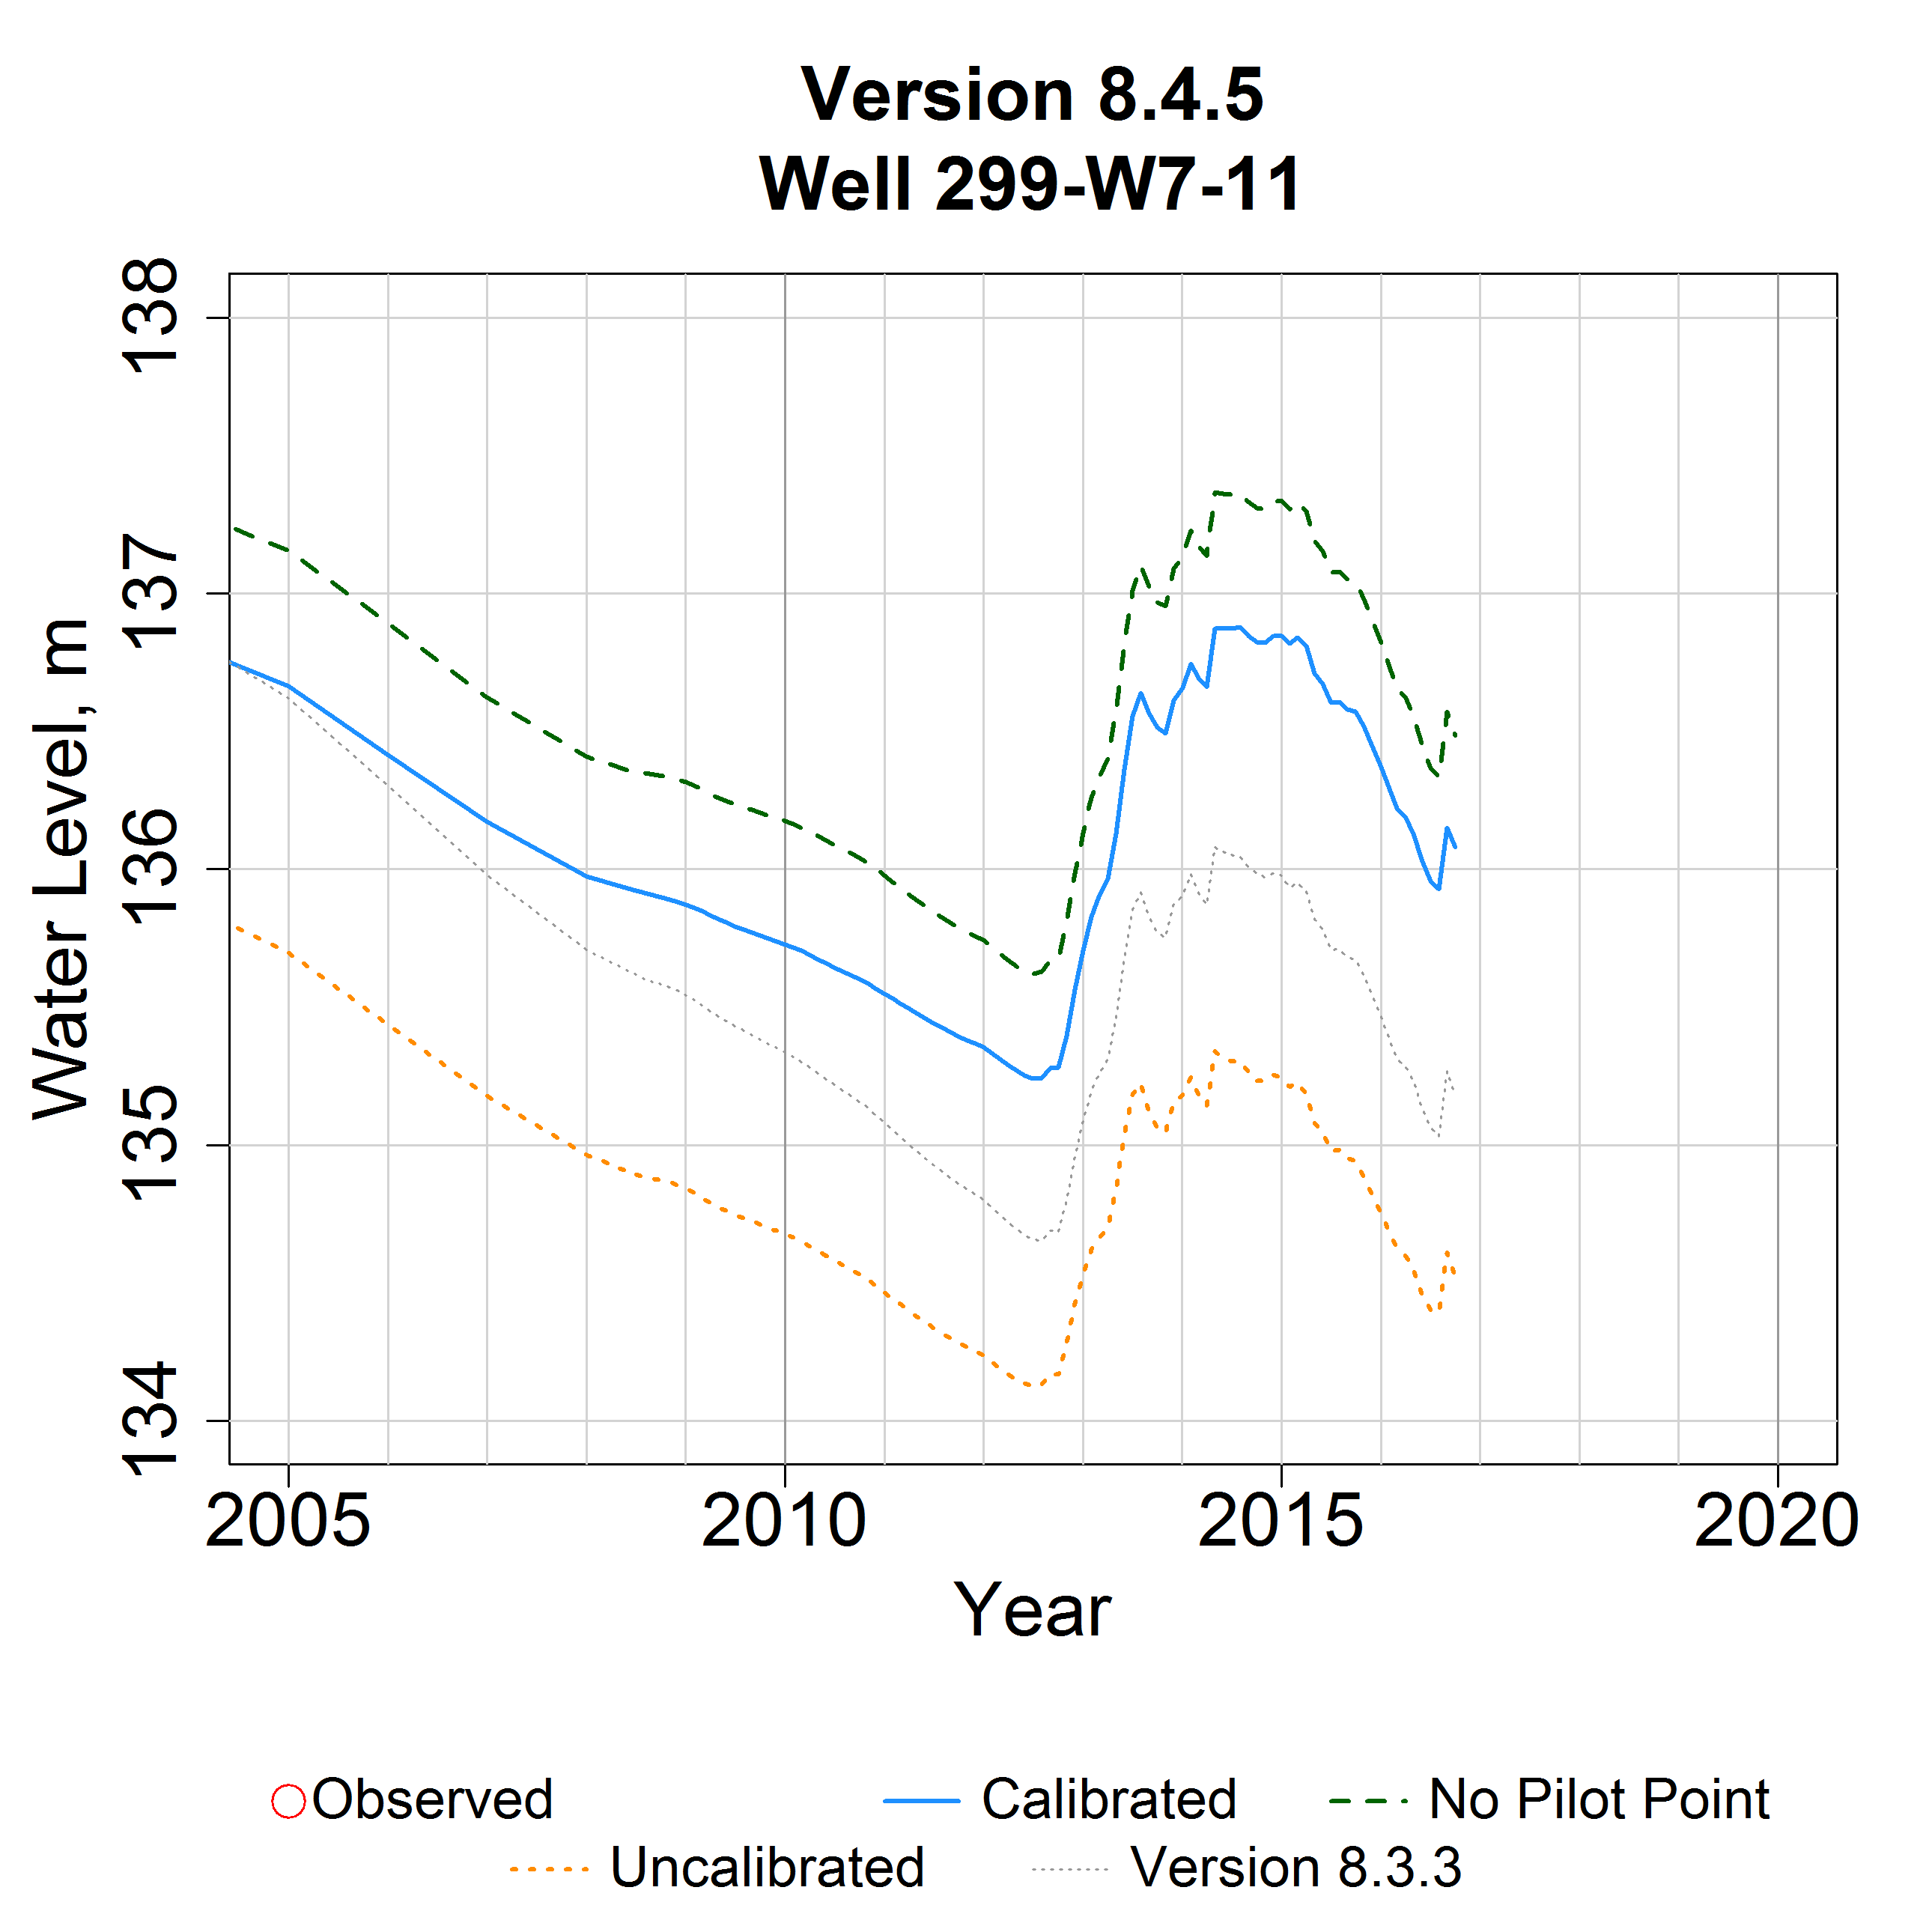 Version 8.4.5
Well 299-W7-11
138
137
136
135
134
Water Level, m
2005 2010 2015 2020
Year
Observed Calibrated No Pilot Point
Uncalibrated Version 8.3.3